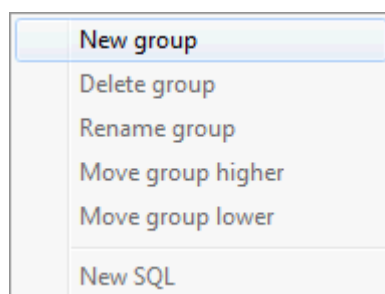 New group
Delete group
Rename group
Move group higher
Move group lower
New SQL